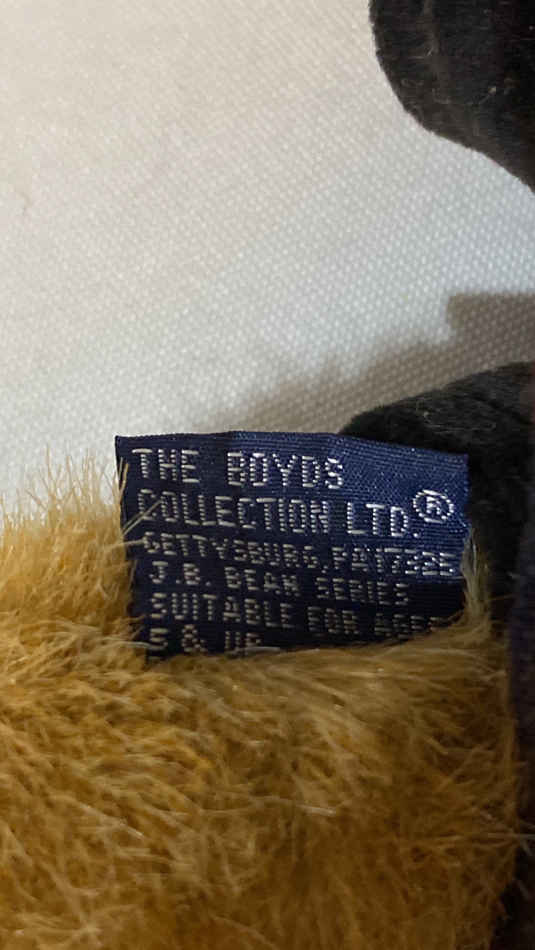 THE BOYDS
COLLECTION LTD.®
GETTYSBURG, PA 17325
J.B. BEAN SERIES
SUITABLE FOR AGES
5 & UP